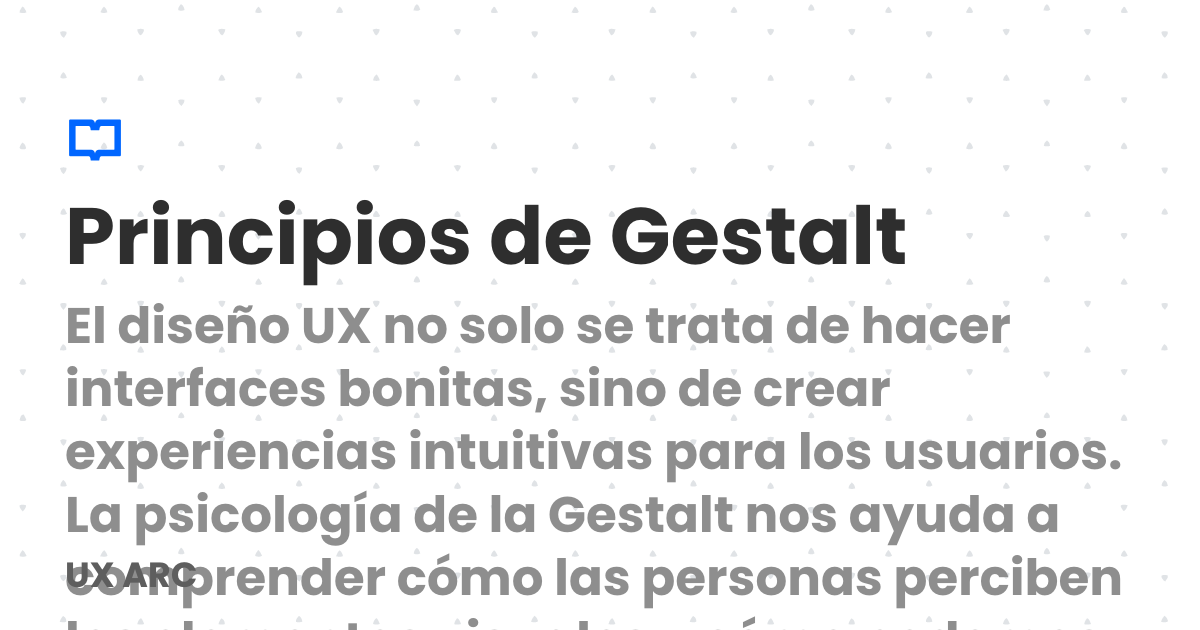 Principios de Gestalt
El diseño UX no solo se trata de hacer
interfaces bonitas, sino de crear
experiencias intuitivas para los usuarios.
La psicología de la Gestalt nos ayuda a
comprender cómo las personas perciben
UX ARC